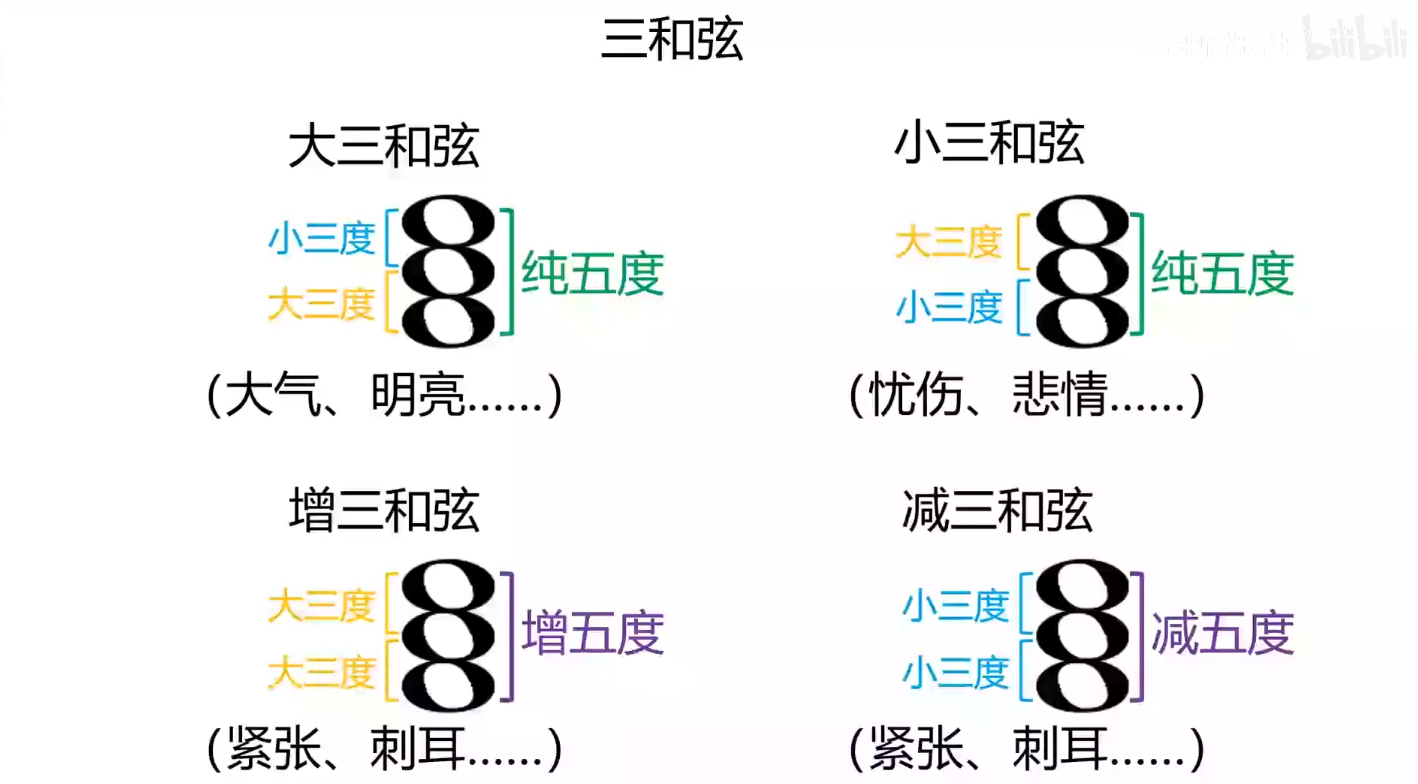 三和弦
bilibili
大三和弦
小三度
大三度
纯五度
(大气、明亮......)
小三和弦
大三度
小三度
纯五度
(忧伤、悲情......)
增三和弦
大三度
大三度
增五度
(紧张、刺耳......)
减三和弦
小三度
小三度
减五度
(紧张、刺耳......)